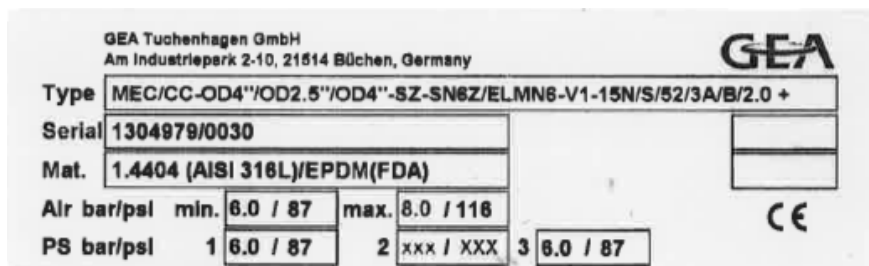 GEA Tuchenhagen GmbH
Am Industriepark 2-10, 21514 Büchen, Germany
GEA
Type MEC/CC-OD4"/OD2.5"/OD4"-SZ-SN6Z/ELMN6-V1-15N/S/52/3A/B/2.0 +
Serial 1304979/0030
Mat. 1.4404 (AISI 316L)/EPDM(FDA)
Air bar/psi min. 6.0 / 87 max. 8.0 / 116
CE
PS bar/psi 1 6.0 / 87 2 xxx / XXX 3 6.0 / 87